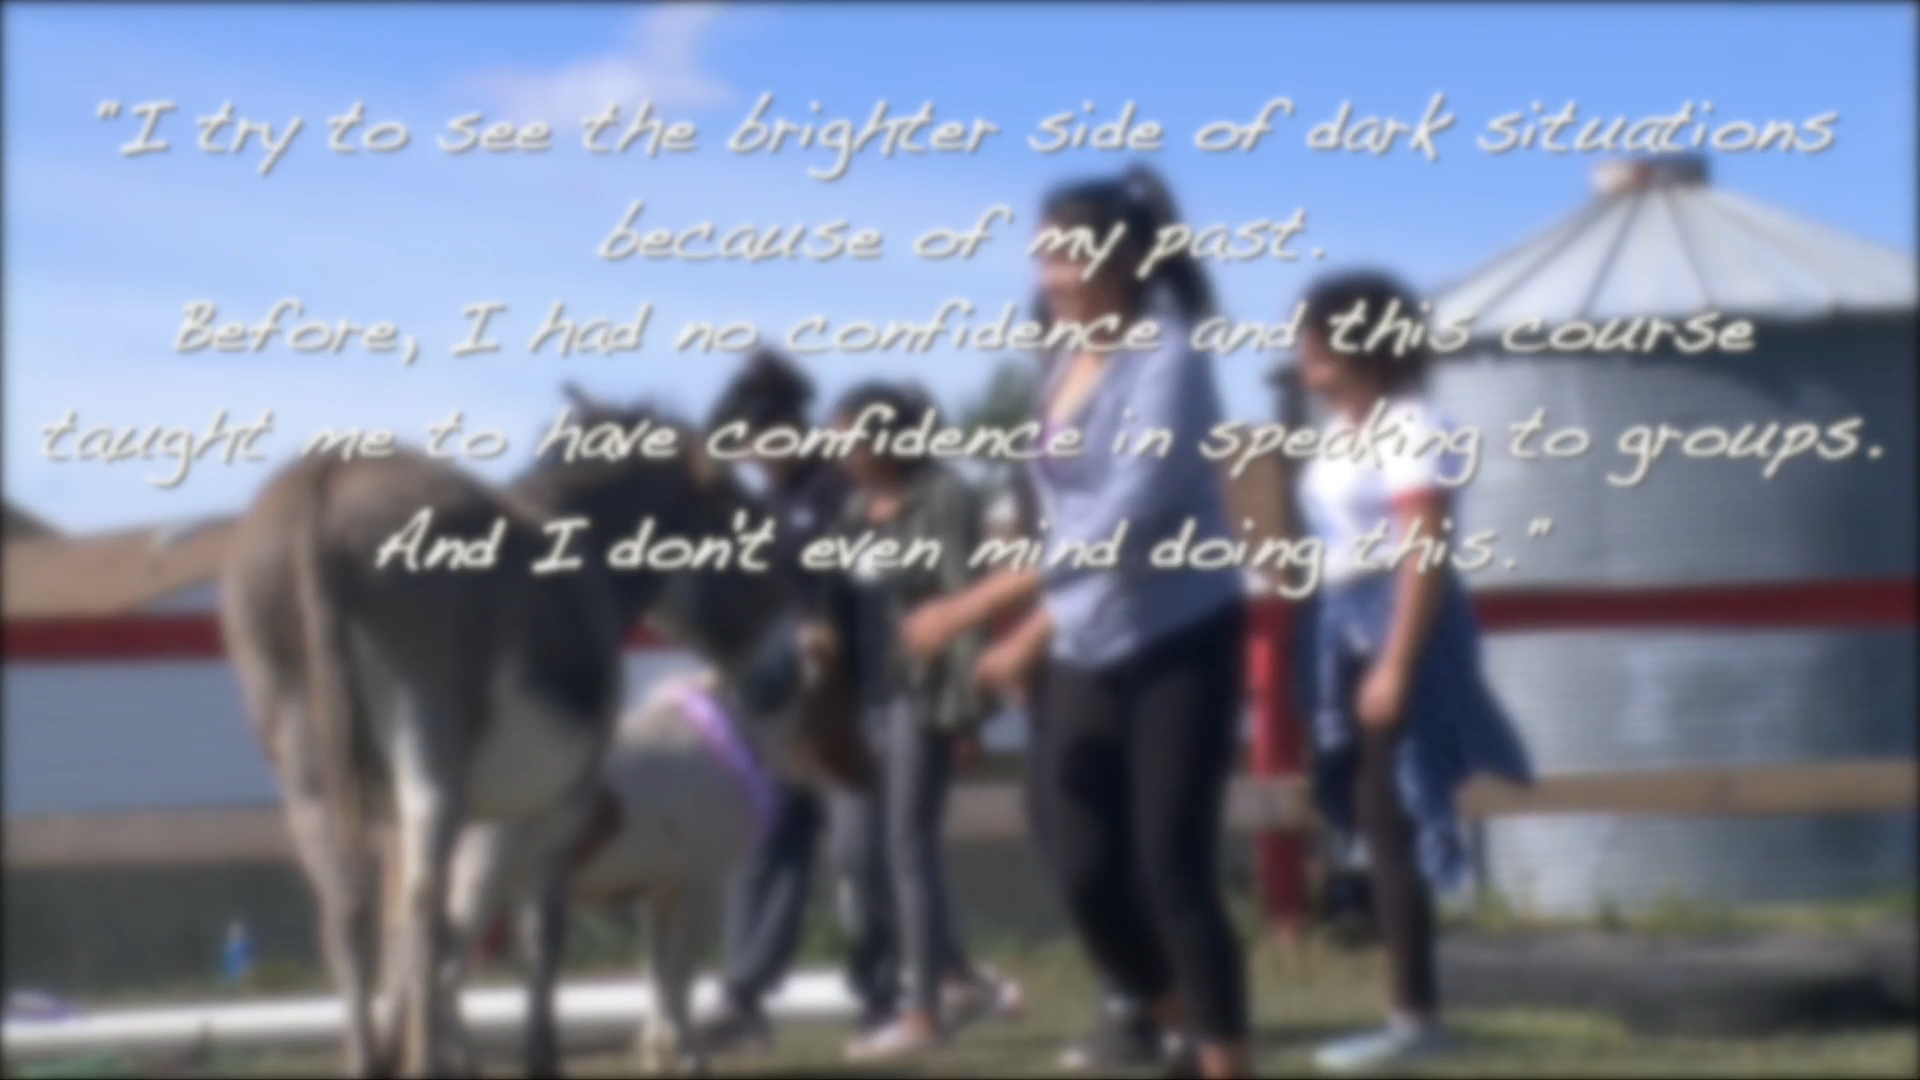 "I try to see the brighter side of dark situations
because of my past.
Before, I had no confidence and this course
taught me to have confidence in speaking to groups.
And I don't even mind doing this."